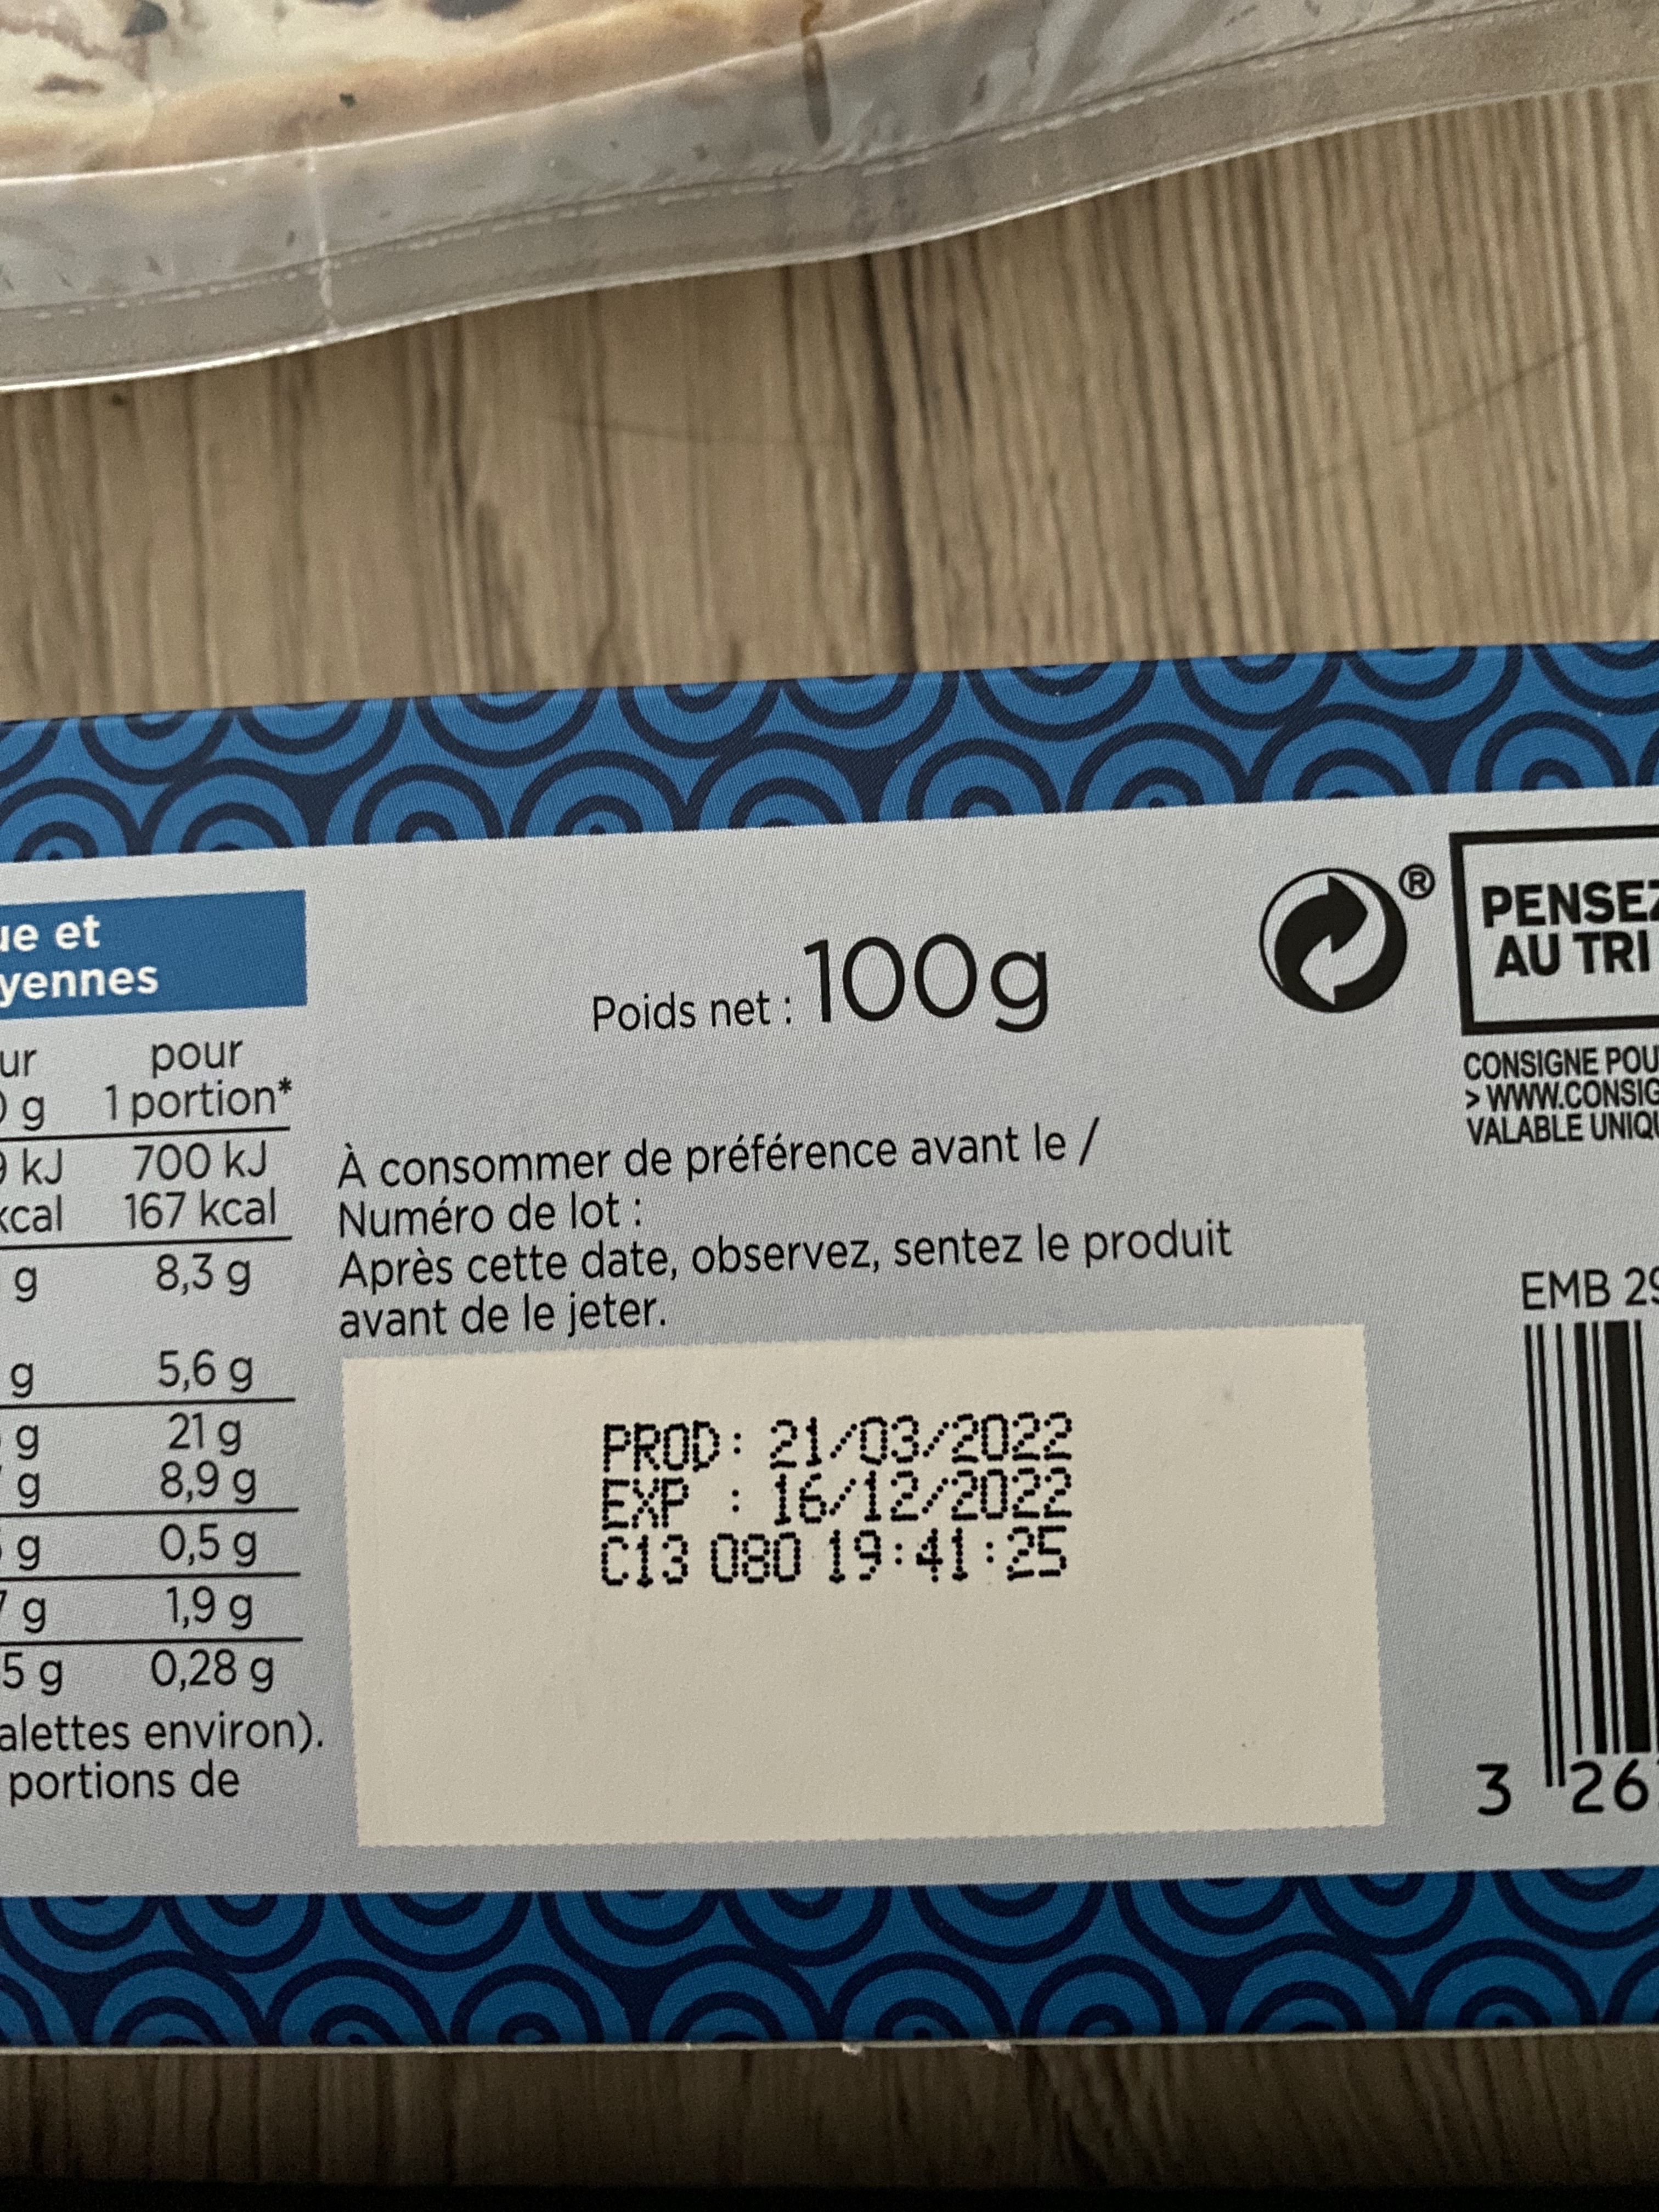 ue et
yennes
pour
1 portion*
kJ 700 kJ
kcal 167 kcal
g 8,3 g
g 5,6 g
g 21 g
g 8,9 g
g 0,5 g
g 1,9 g
5 g 0,28 g
alettes environ).
portions de
Poids net : 100g
À consommer de préférence avant le /
Numéro de lot :
Après cette date, observez, sentez le produit
avant de le jeter.
PROD: 21/03/2022
EXP : 16/12/2022
C13 080 19:41:25
®
PENSEZ
AU TRI
CONSIGNE POU
> WWW.CONSIG
VALABLE UNIQU
EMB 29
3 26